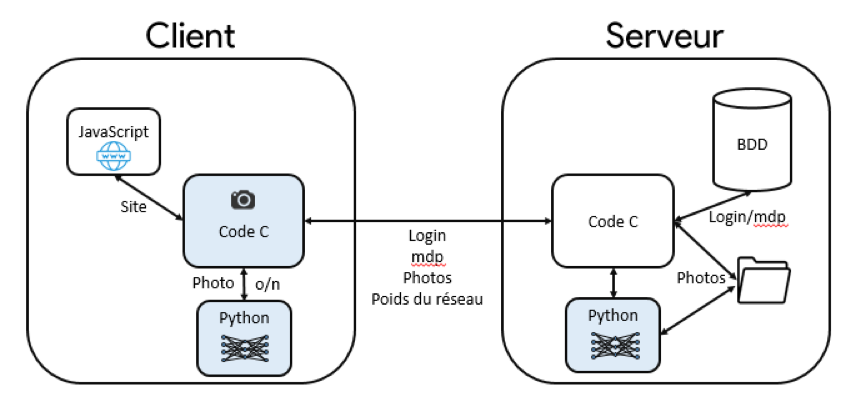 Client
Serveur
JavaScript
WWW
BDD
Code C
Code C
Site
Login/mdp
Login
mdp
Photos
Poids du réseau
Photo
o/n
Photos
Python
Python